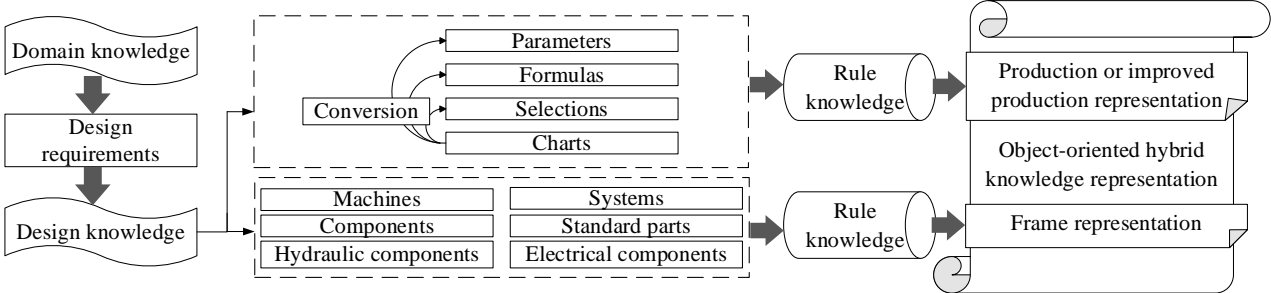 Domain knowledge
Design
requirements
Design knowledge
Conversion
Parameters
Formulas
Selections
Charts
Machines
Systems
Components
Standard parts
Hydraulic components
Electrical components
Rule
knowledge
Rule
knowledge
Production or improved
production representation
Object-oriented hybrid
knowledge representation
Frame representation